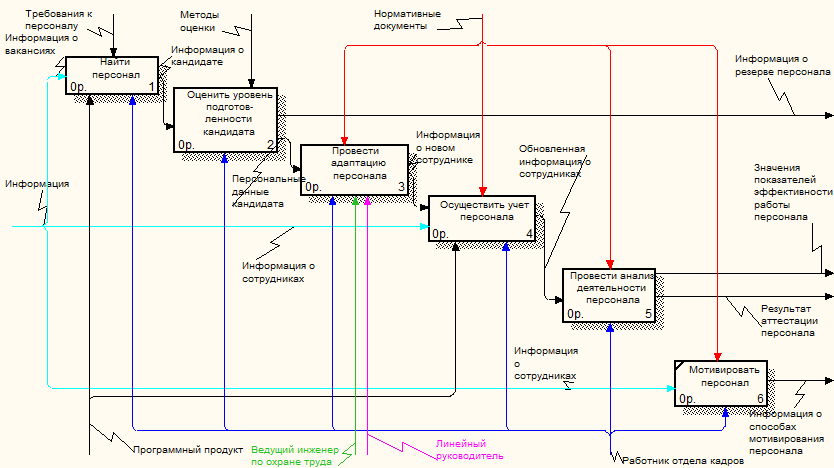 Требования к
персоналу
Методы
оценки
Нормативные
документы
Информация о
вакансиях
Информация о
кандидате
Информация о
резерве персонала
Найти
персонал
0р. 1
Оценить уровень
подготов-
ленности
кандидата
0р. 2
Провести
адаптацию
персонала
0р. 3
Информация
о новом
сотруднике
Обновленная
информация о
сотрудниках
Значения
показателей
эффективности
работы
персонала
Информация
Персональные
данные
кандидата
Осуществить учет
персонала
0р. 4
Информация о
сотрудниках
Провести анализ
деятельности
персонала
0р. 5
Результат
аттестации
персонала
Информация
о
сотрудниках
Мотивировать
персонал
0р. 6
Информация о
способах
мотивирования
персонала
Программный продукт
Ведущий инженер
по охране труда
Линейный
руководитель
Работник отдела кадров